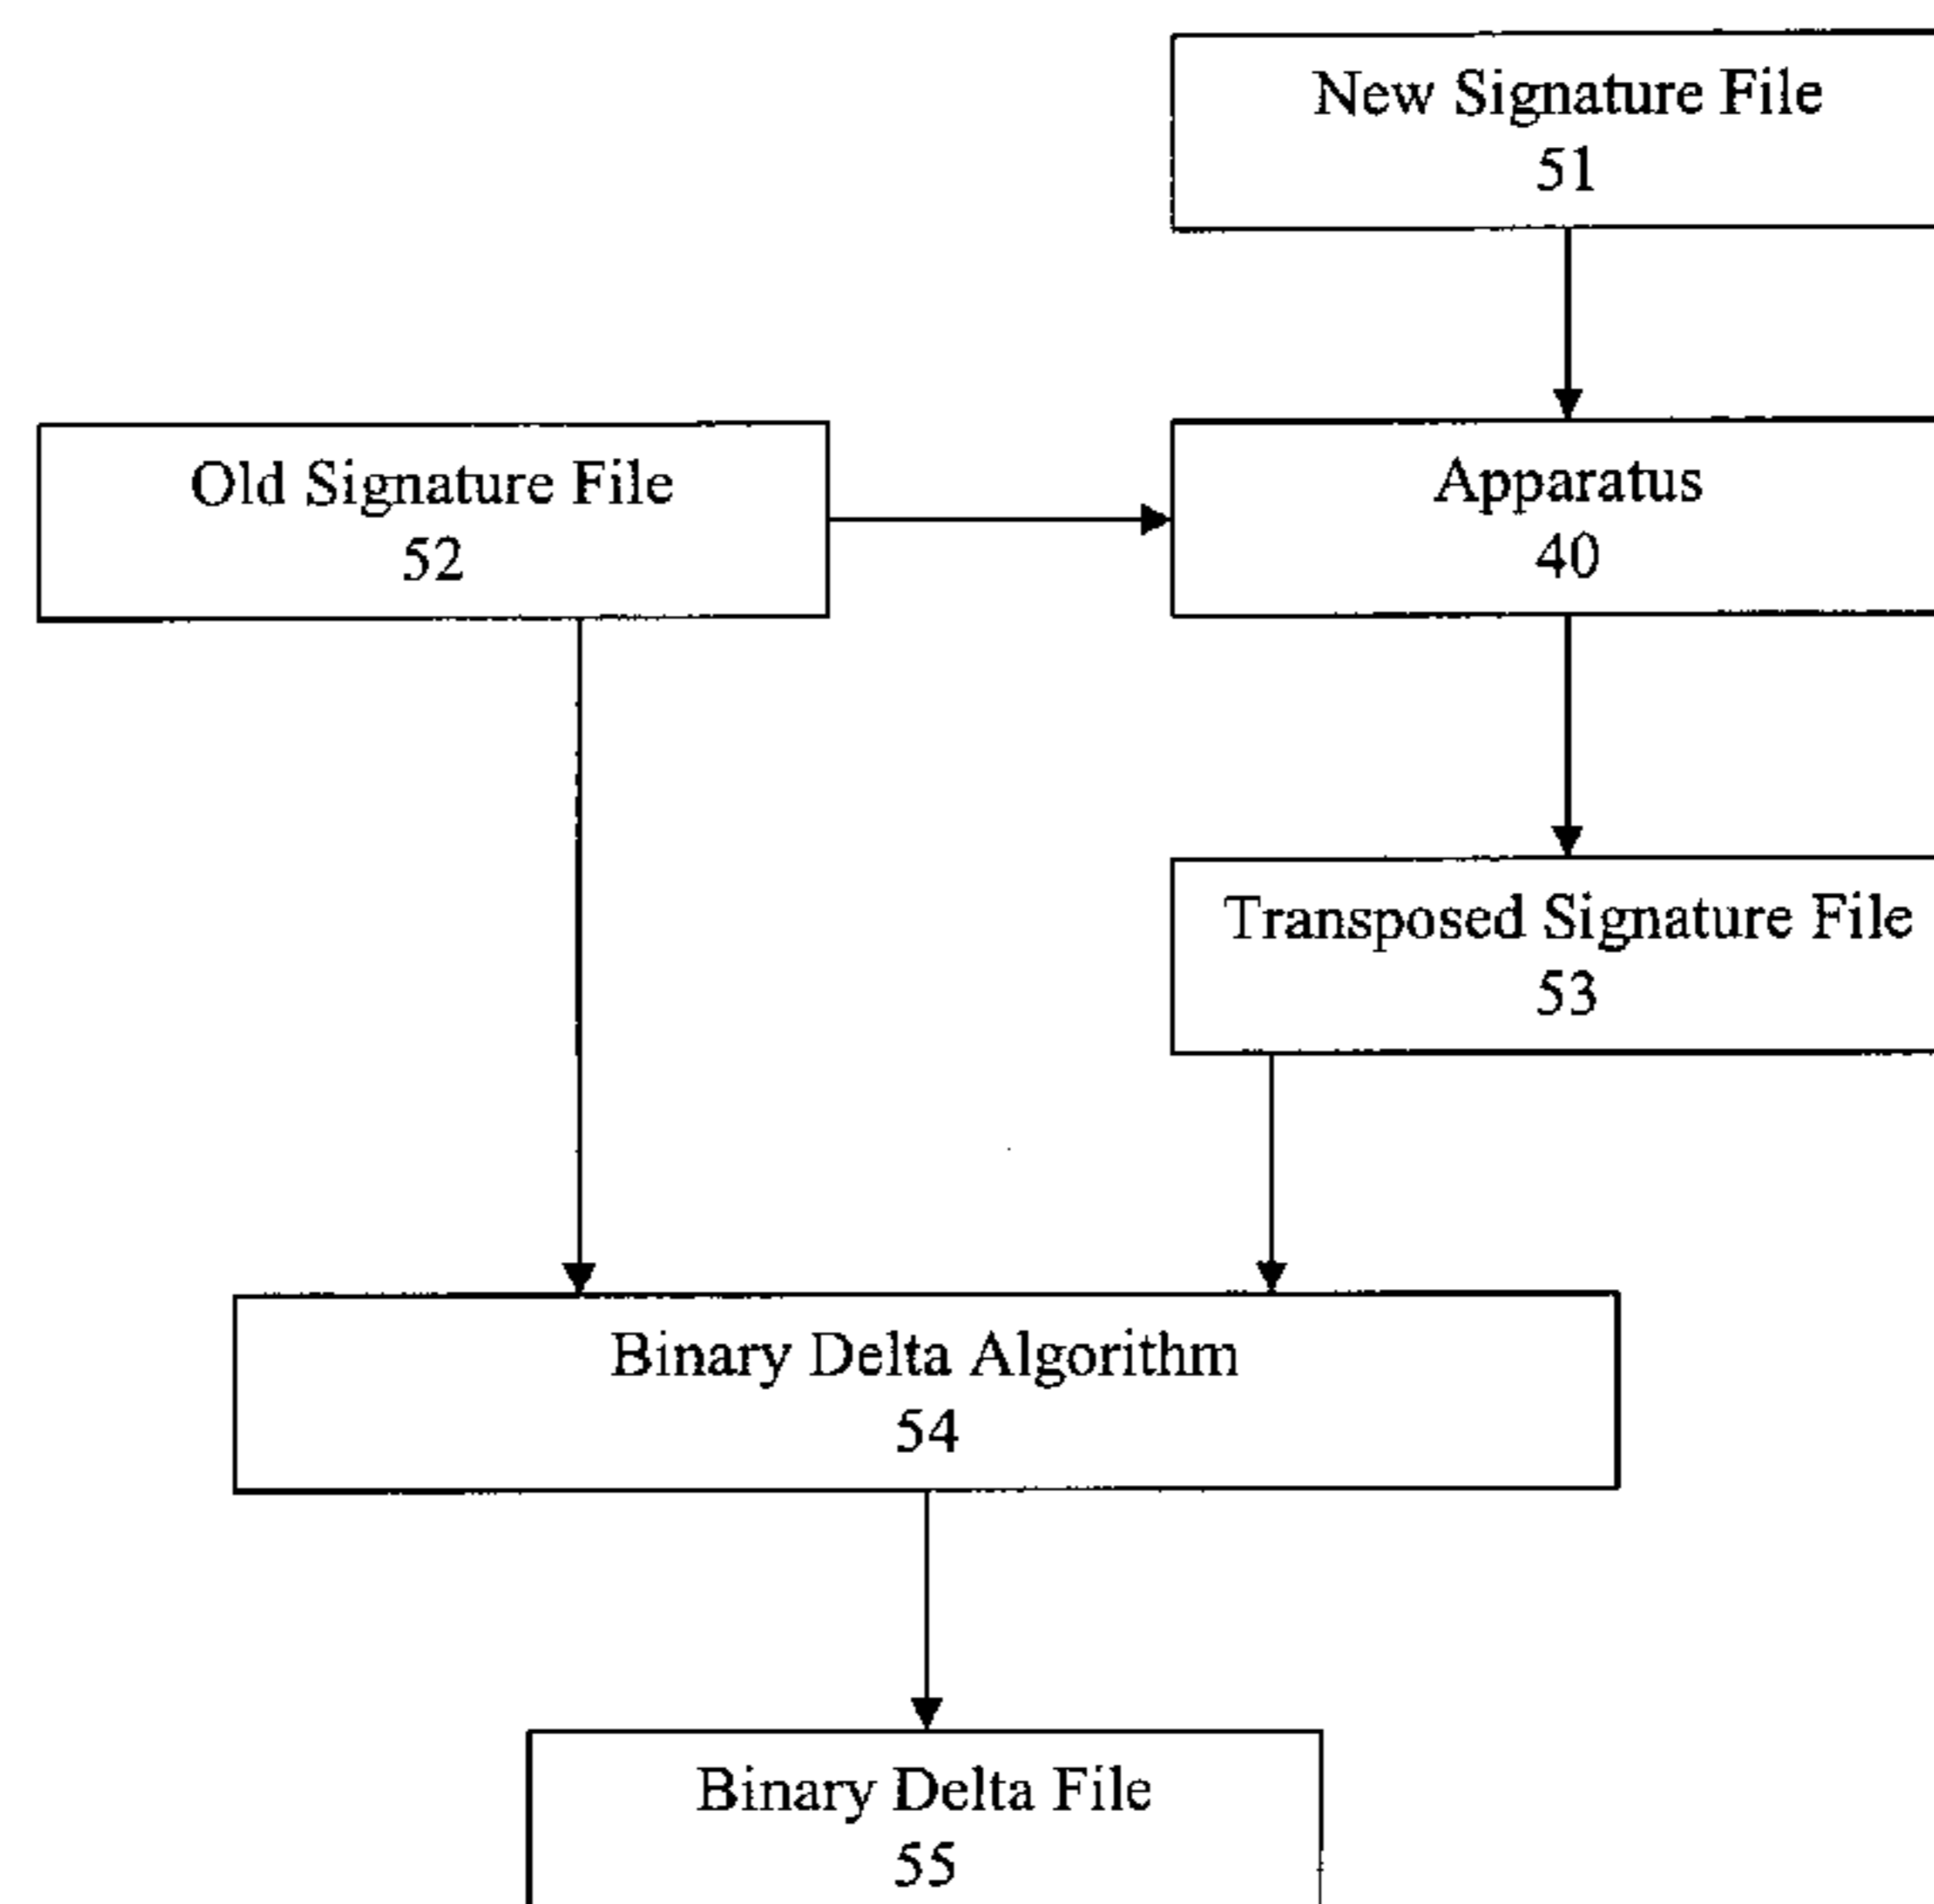 New Signature File
51
Old Signature File
52
Apparatus
40
Transposed Signature File
53
Binary Delta Algorithm
54
Binary Delta File
55